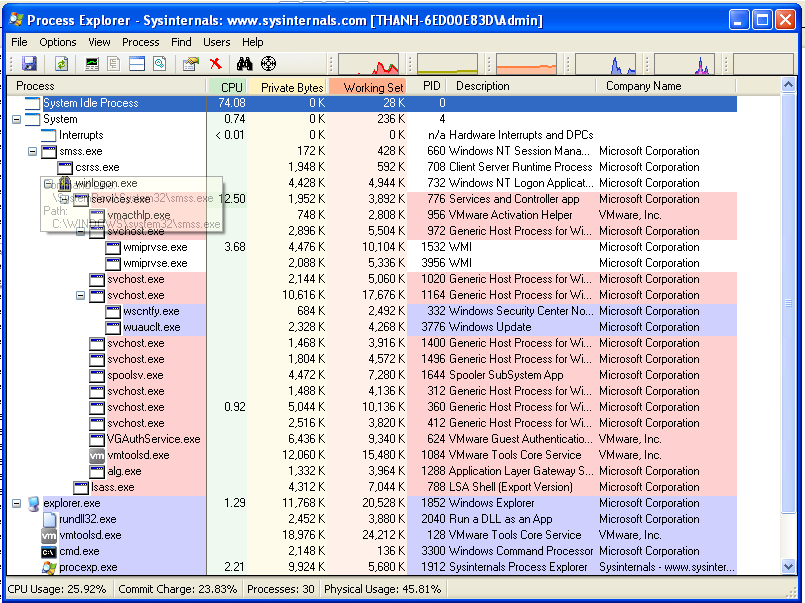 Process Explorer - Sysinternals: www.sysinternals.com [THANH-6ED00E83D\Admin]
File Options View Process Find Users Help
Process CPU Private Bytes Working Set PID Description Company Name
System Idle Process 74.08 0 K 28 K 0
System 0.74 0 K 236 K 4
Interrupts < 0.01 0 K 0 K n/a Hardware Interrupts and DPCs
smss.exe 172 K 428 K 660 Windows NT Session Mana... Microsoft Corporation
csrss.exe 1,948 K 592 K 708 Client Server Runtime Process Microsoft Corporation
winlogon.exe 4,428 K 4,944 K 732 Windows NT Logon Applicat... Microsoft Corporation
services.exe 12.50 1,952 K 3,892 K 776 Services and Controller app Microsoft Corporation
\System32\smss.exe
vmacthlp.exe 748 K 2,808 K 956 VMware Activation Helper VMware, Inc.
Path:
C:\WINDOWS\system32\smss.exe
svchost.exe 2,896 K 5,504 K 972 Generic Host Process for Wi... Microsoft Corporation
wmiprvse.exe 3.68 4,476 K 10,104 K 1532 WMI Microsoft Corporation
wmiprvse.exe 2,088 K 5,336 K 3956 WMI Microsoft Corporation
svchost.exe 2,144 K 5,060 K 1020 Generic Host Process for Wi... Microsoft Corporation
svchost.exe 10,616 K 17,676 K 1164 Generic Host Process for Wi... Microsoft Corporation
wscntfy.exe 684 K 2,492 K 332 Windows Security Center No... Microsoft Corporation
wuauclt.exe 2,328 K 4,268 K 3776 Windows Update Microsoft Corporation
svchost.exe 1,468 K 3,916 K 1400 Generic Host Process for Wi... Microsoft Corporation
svchost.exe 1,804 K 4,572 K 1496 Generic Host Process for Wi... Microsoft Corporation
spoolsv.exe 4,472 K 7,280 K 1644 Spooler SubSystem App Microsoft Corporation
svchost.exe 1,488 K 4,136 K 312 Generic Host Process for Wi... Microsoft Corporation
svchost.exe 0.92 5,044 K 10,136 K 360 Generic Host Process for Wi... Microsoft Corporation
svchost.exe 2,516 K 3,820 K 412 Generic Host Process for Wi... Microsoft Corporation
VGAuthService.exe 6,436 K 9,340 K 624 VMware Guest Authenticatio... VMware, Inc.
vmtoolsd.exe 12,060 K 15,480 K 1084 VMware Tools Core Service VMware, Inc.
alg.exe 1,332 K 3,964 K 1288 Application Layer Gateway S... Microsoft Corporation
lsass.exe 4,312 K 7,044 K 788 LSA Shell (Export Version) Microsoft Corporation
explorer.exe 1.29 11,768 K 20,528 K 1852 Windows Explorer Microsoft Corporation
rundll32.exe 2,452 K 3,880 K 2040 Run a DLL as an App Microsoft Corporation
vmtoolsd.exe 18,976 K 24,212 K 128 VMware Tools Core Service VMware, Inc.
cmd.exe 2,148 K 136 K 3300 Windows Command Processor Microsoft Corporation
procexp.exe 2.21 9,924 K 5,680 K 1912 Sysinternals Process Explorer Sysinternals - www.sysinter...
CPU Usage: 25.92% Commit Charge: 23.83% Processes: 30 Physical Usage: 45.81%